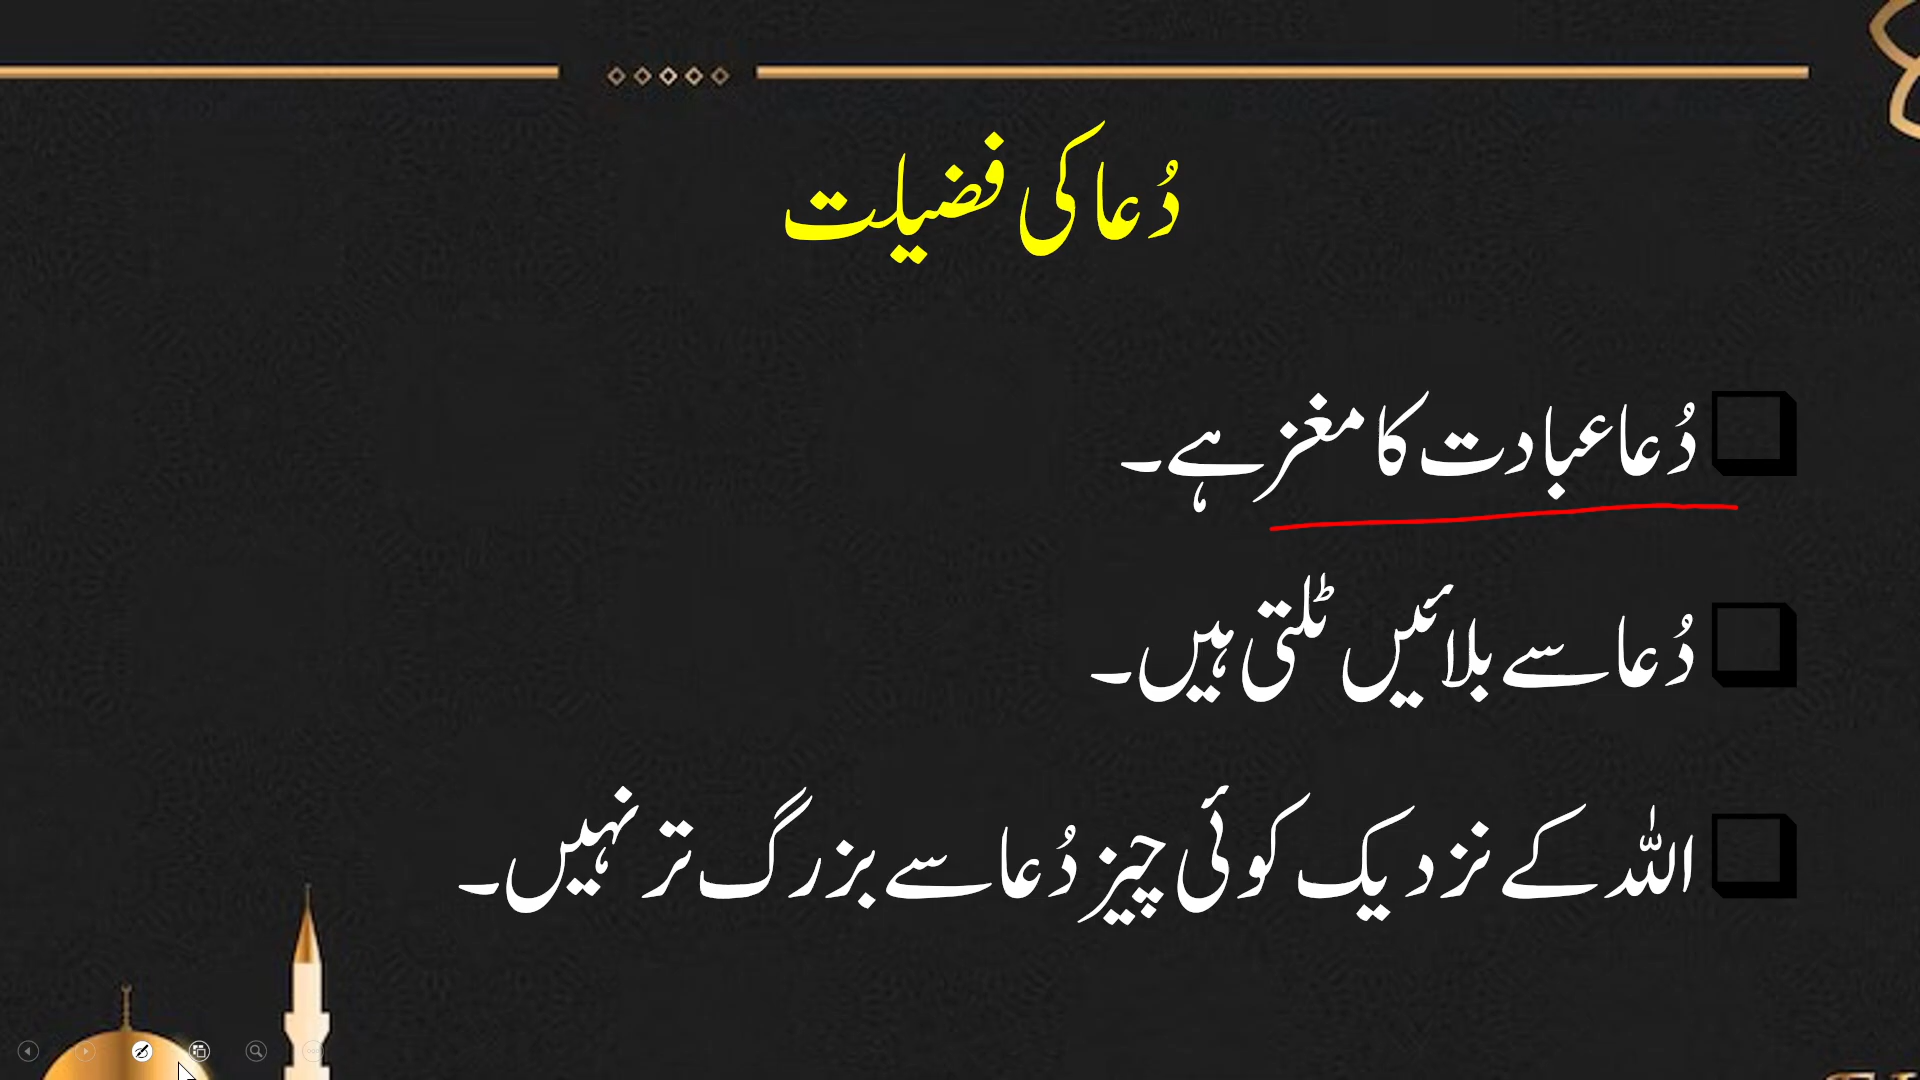 دُعا کی فضیلت
دُعا عبادت کا مغز ہے۔
دُعا سے بلائیں ٹلتی ہیں۔
اللہ کے نزدیک کوئی چیز دُعا سے بزرگ تر نہیں۔